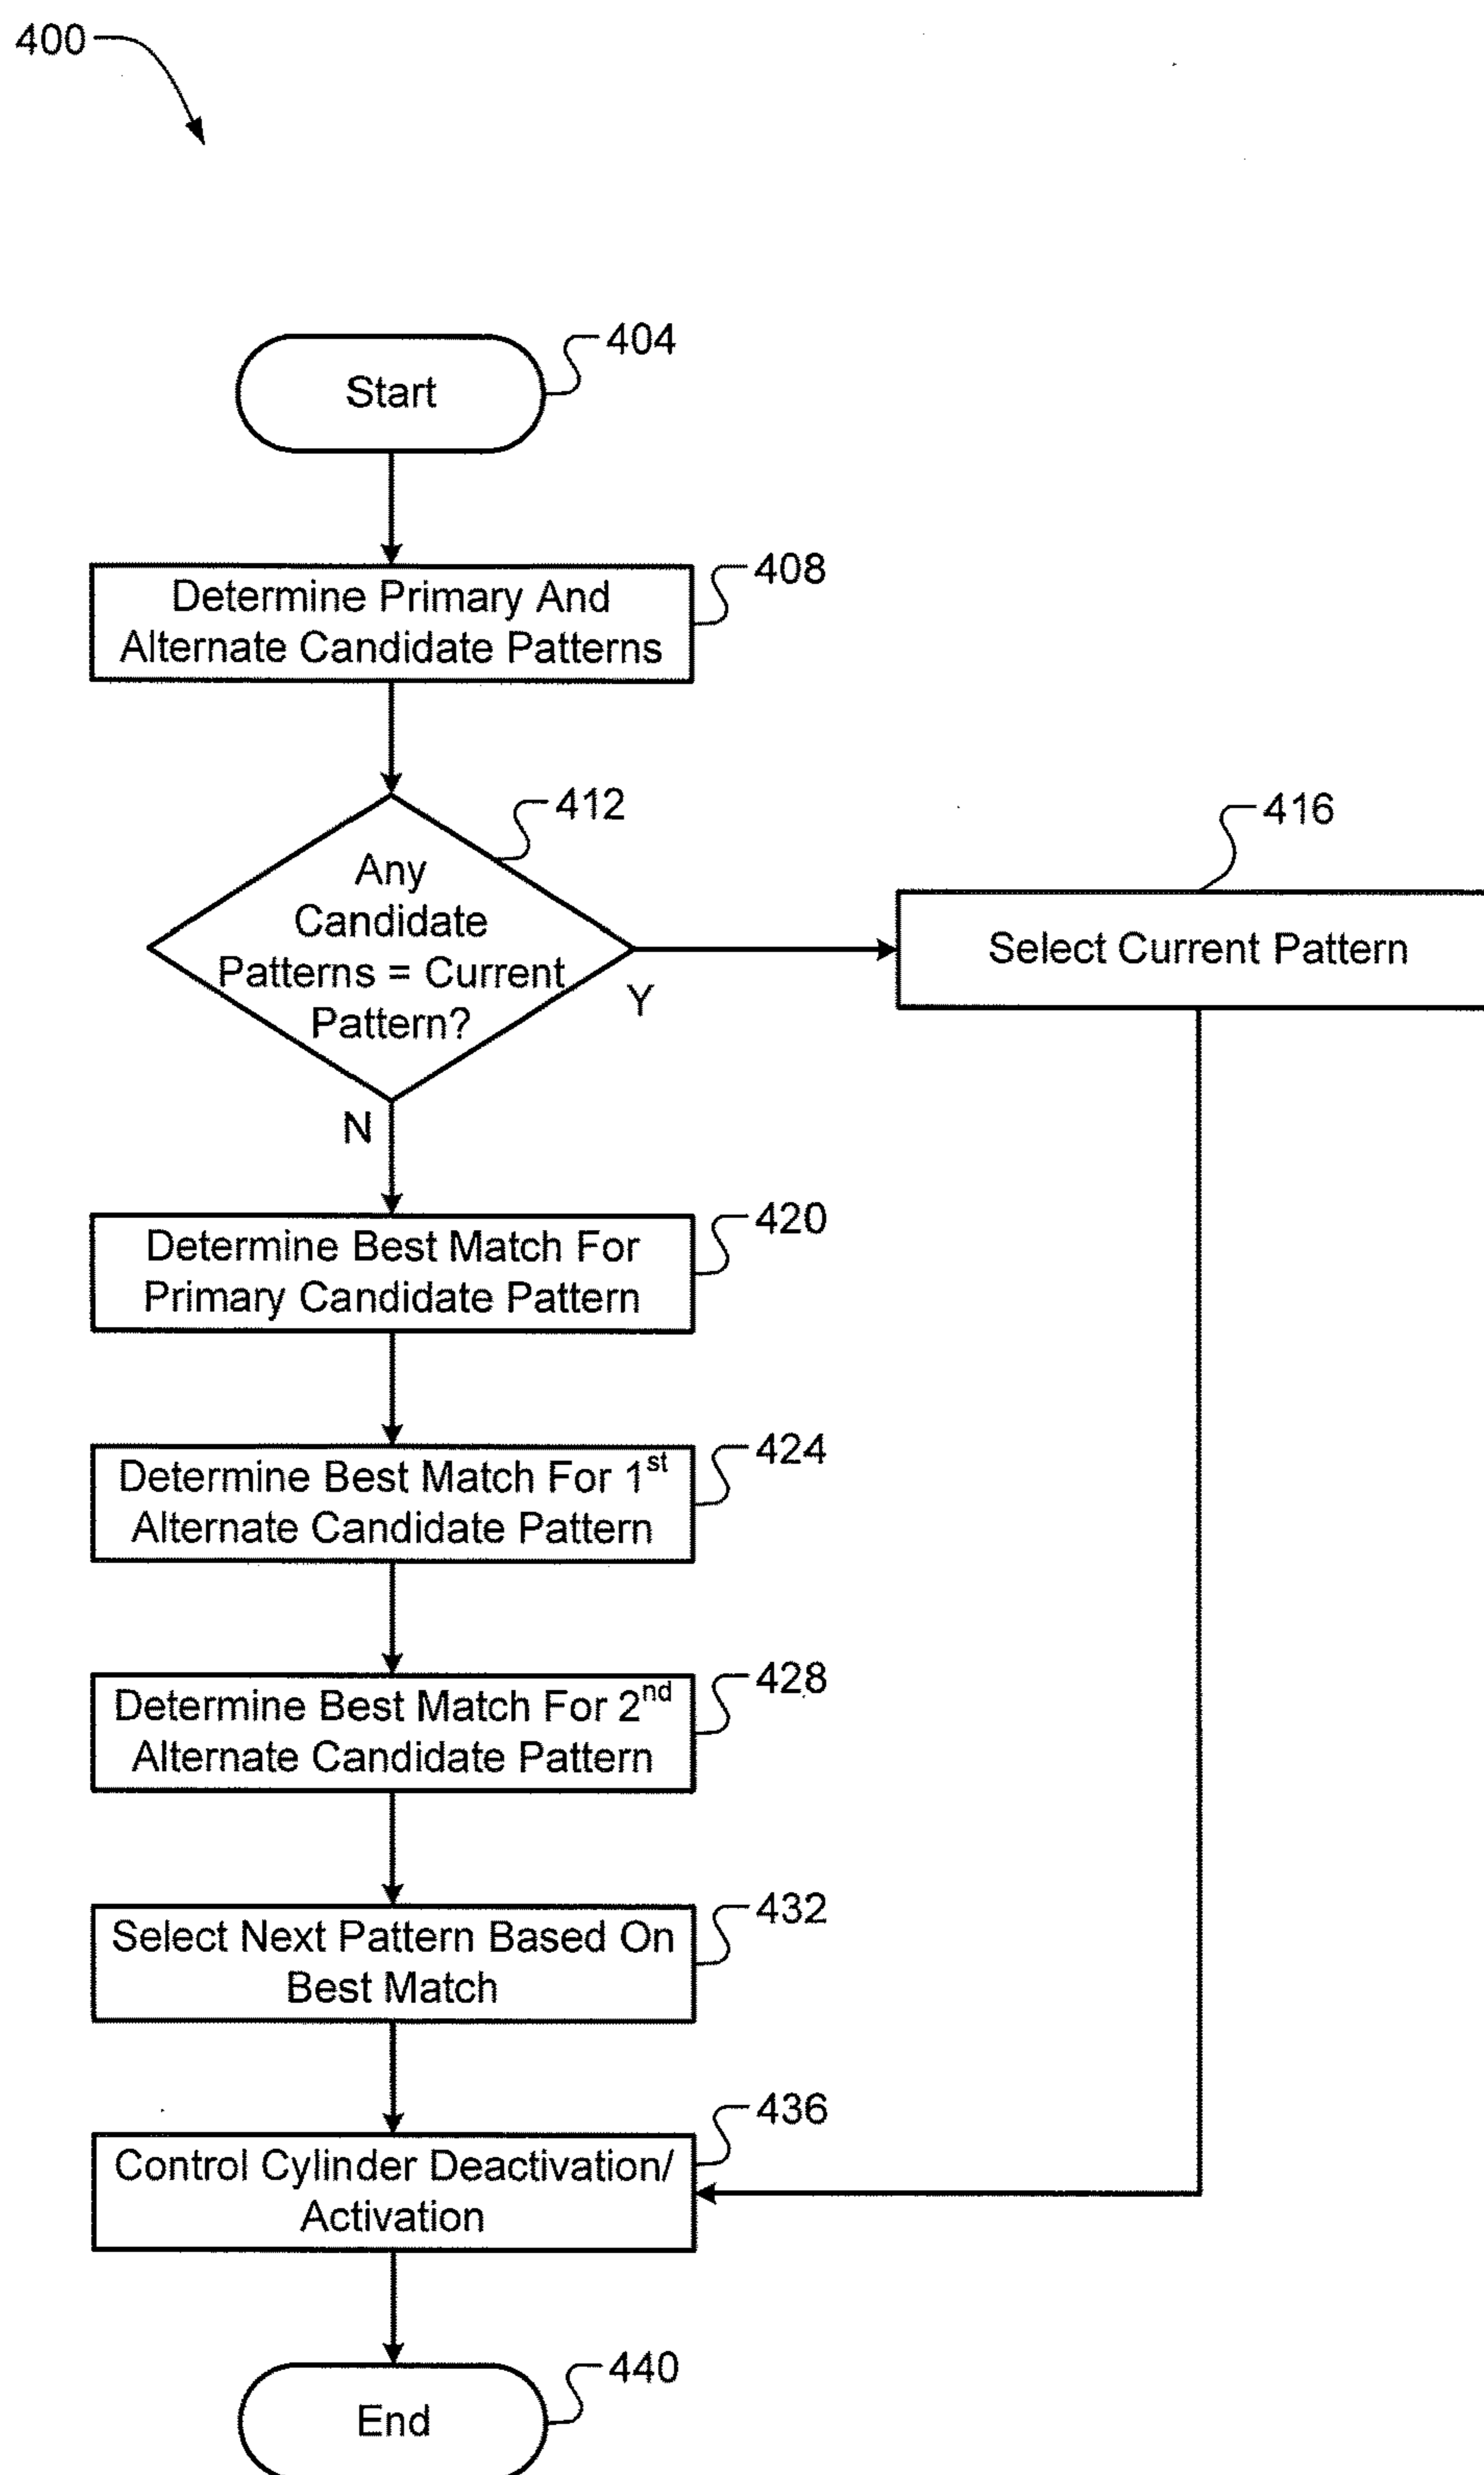 400
404
Start
408
Determine Primary And
Alternate Candidate Patterns
412
Any
Candidate
Patterns = Current
Pattern?
Y
N
416
Select Current Pattern
420
Determine Best Match For
Primary Candidate Pattern
424
Determine Best Match For 1st
Alternate Candidate Pattern
428
Determine Best Match For 2nd
Alternate Candidate Pattern
432
Select Next Pattern Based On
Best Match
436
Control Cylinder Deactivation/
Activation
440
End